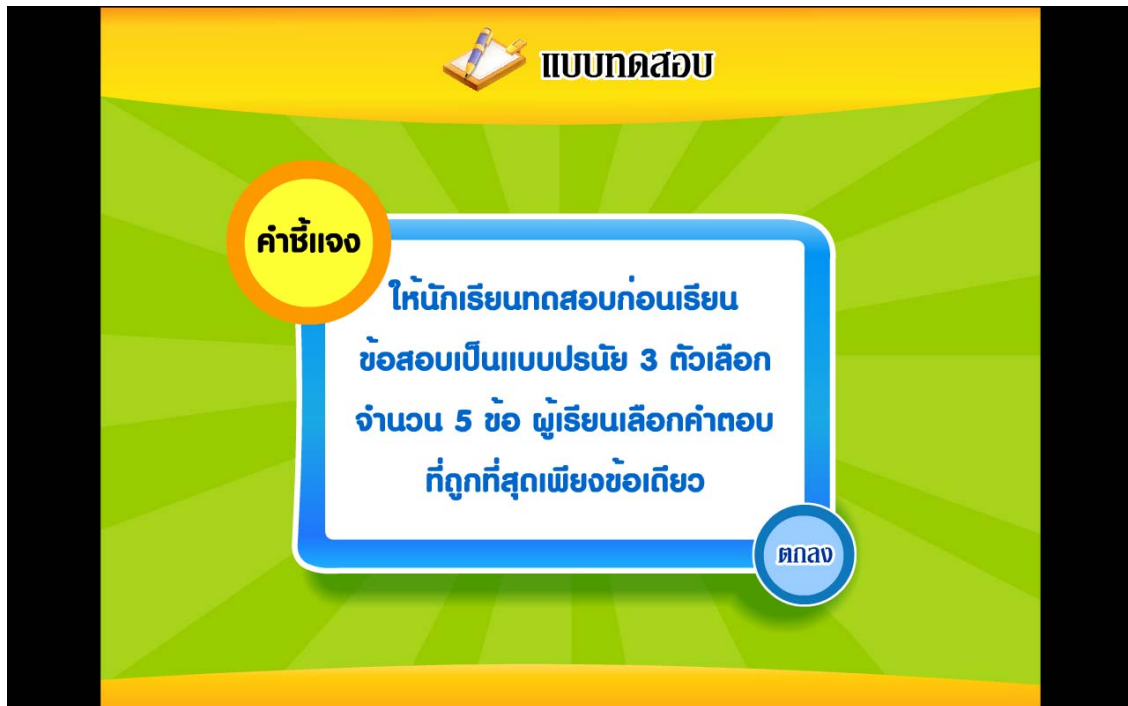 แบบทดสอบ
คำชี้แจง
ให้นักเรียนทดสอบก่อนเรียน
ข้อสอบเป็นแบบปรนัย 3 ตัวเลือก
จำนวน 5 ข้อ ผู้เรียนเลือกคำตอบ
ที่ถูกที่สุดเพียงข้อเดียว
ตกลง